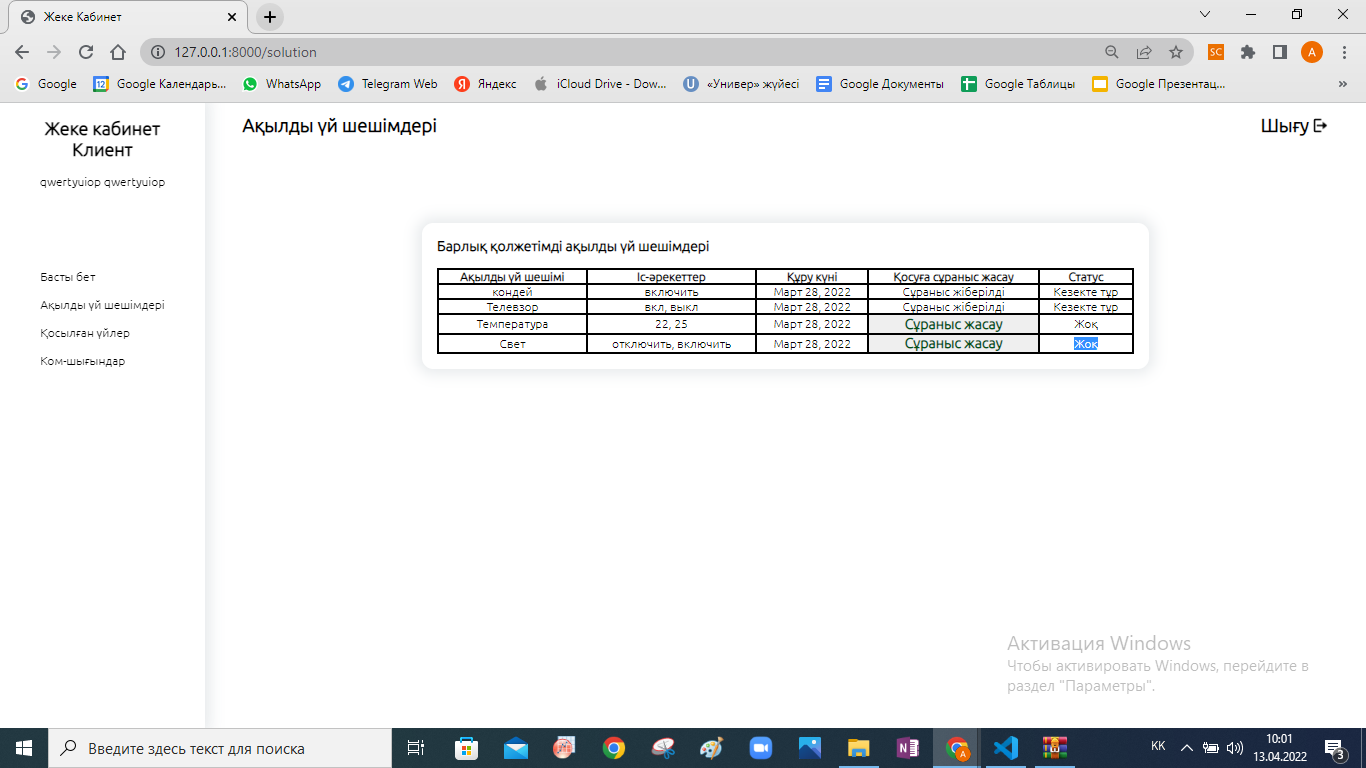 Жеке Кабинет
127.0.0.1:8000/solution
SC
A
Google
Google Календарь...
WhatsApp
Telegram Web
Яндекс
iCloud Drive - Dow...
«Универ» жүйесі
Google Документы
Google Таблицы
Google Презентац...
Жеке кабинет
Клиент
qwertyuiop qwertyuiop
Басты бет
Ақылды үй шешімдері
Қосылған үйлер
Ком-шығындар
Ақылды үй шешімдері
Шығу
Барлық қолжетімді ақылды үй шешімдері
Ақылды үй шешімі Іс-әрекеттер Құру күні Қосуға сұраныс жасау Статус
кондей включить Март 28, 2022 Сұраныс жіберілді Кезекте тұр
Телевзор вкл, выкл Март 28, 2022 Сұраныс жіберілді Кезекте тұр
Температура 22, 25 Март 28, 2022 Сұраныс жасау Жоқ
Свет отключить, включить Март 28, 2022 Сұраныс жасау Жоқ
Активация Windows
Чтобы активировать Windows, перейдите в
раздел "Параметры".
Введите здесь текст для поиска
KK
10:01
13.04.2022
3